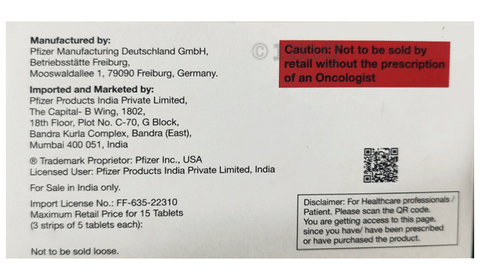 Manufactured by:
Pfizer Manufacturing Deutschland GmbH,
Betriebsstätte Freiburg,
Mooswaldallee 1, 79090 Freiburg, Germany.
Imported and Marketed by:
Pfizer Products India Private Limited,
The Capital- B Wing, 1802,
18th Floor, Plot No. C-70, G Block,
Bandra Kurla Complex, Bandra (East),
Mumbai 400 051, India
® Trademark Proprietor: Pfizer Inc., USA
Licensed User: Pfizer Products India Private Limited, India
For Sale in India only.
Import License No.: FF-635-22310
Maximum Retail Price for 15 Tablets
(3 strips of 5 tablets each):
Not to be sold loose.
©
Caution: Not to be sold by
retail without the prescription
of an Oncologist
Disclaimer: For Healthcare professionals /
Patient. Please scan the QR code.
You are getting access to this page,
since you have/ have been prescribed
or have purchased the product.